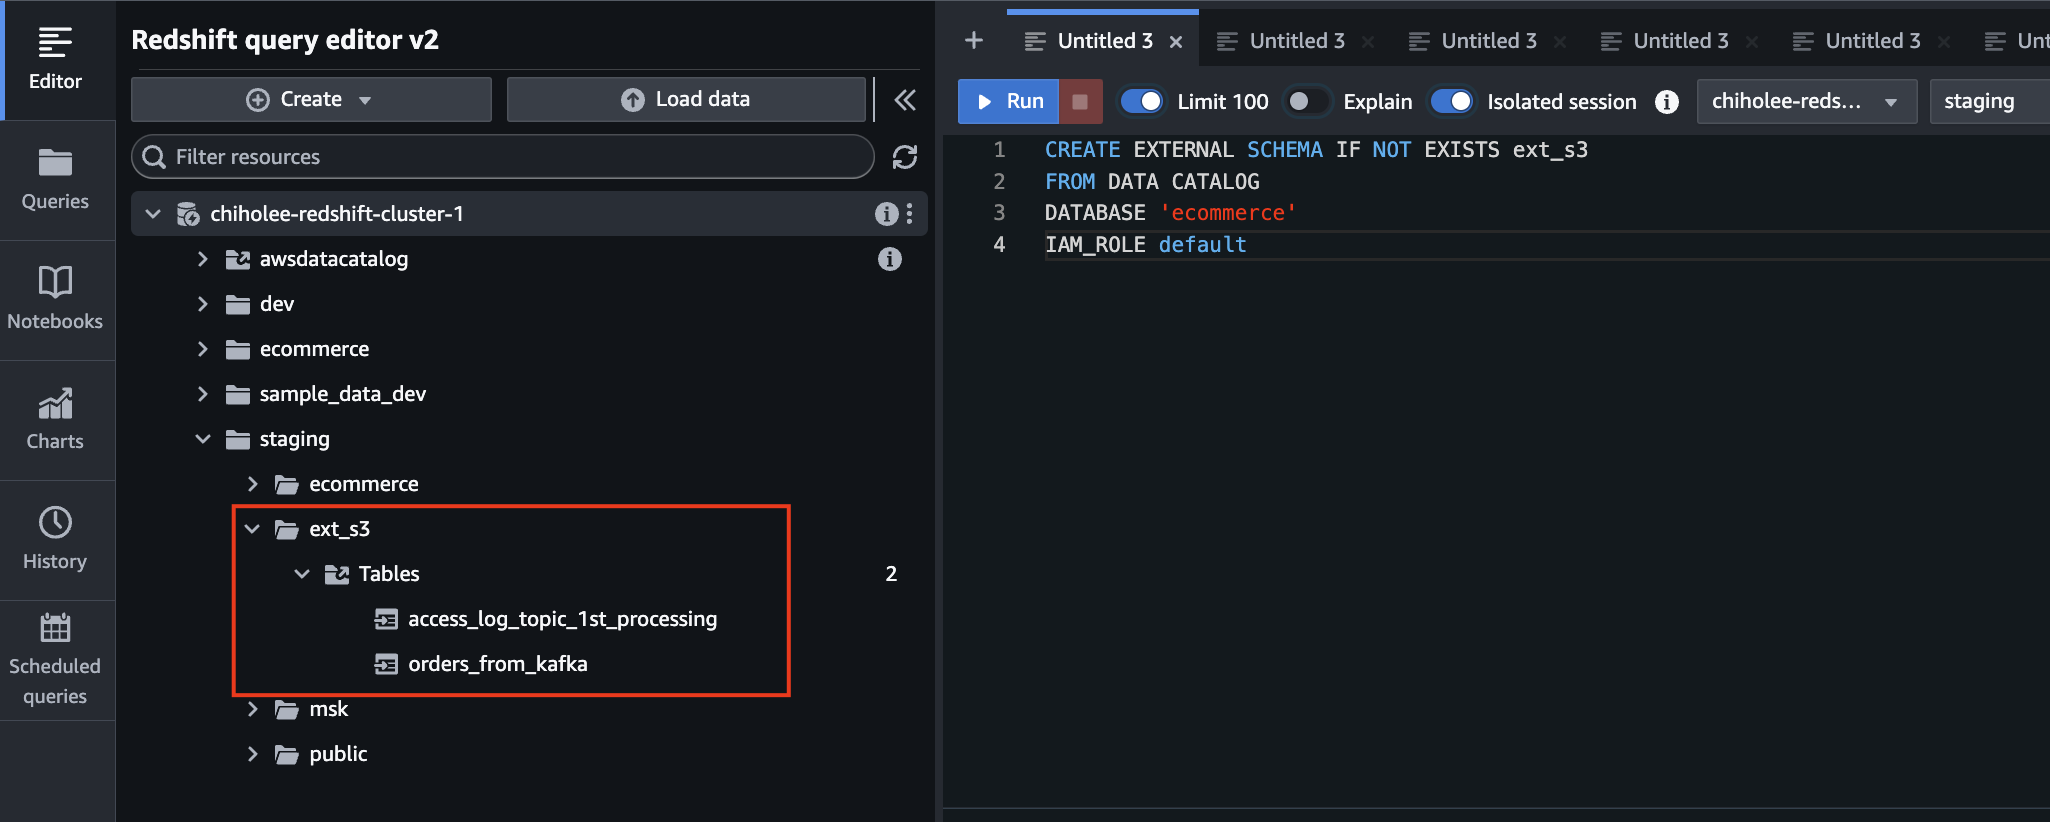 Editor
Queries
Notebooks
Charts
History
Scheduled
queries
Redshift query editor v2
Create
Load data
Filter resources
chiholee-redshift-cluster-1
awsdatacatalog
dev
ecommerce
sample_data_dev
staging
ecommerce
ext_s3
Tables 2
access_log_topic_1st_processing
orders_from_kafka
msk
public
Untitled 3 Untitled 3 Untitled 3 Untitled 3 Untitled 3 Unt
Run Limit 100 Explain Isolated session chiholee-reds... staging
1 CREATE EXTERNAL SCHEMA IF NOT EXISTS ext_s3
2 FROM DATA CATALOG
3 DATABASE 'ecommerce'
4 IAM_ROLE default